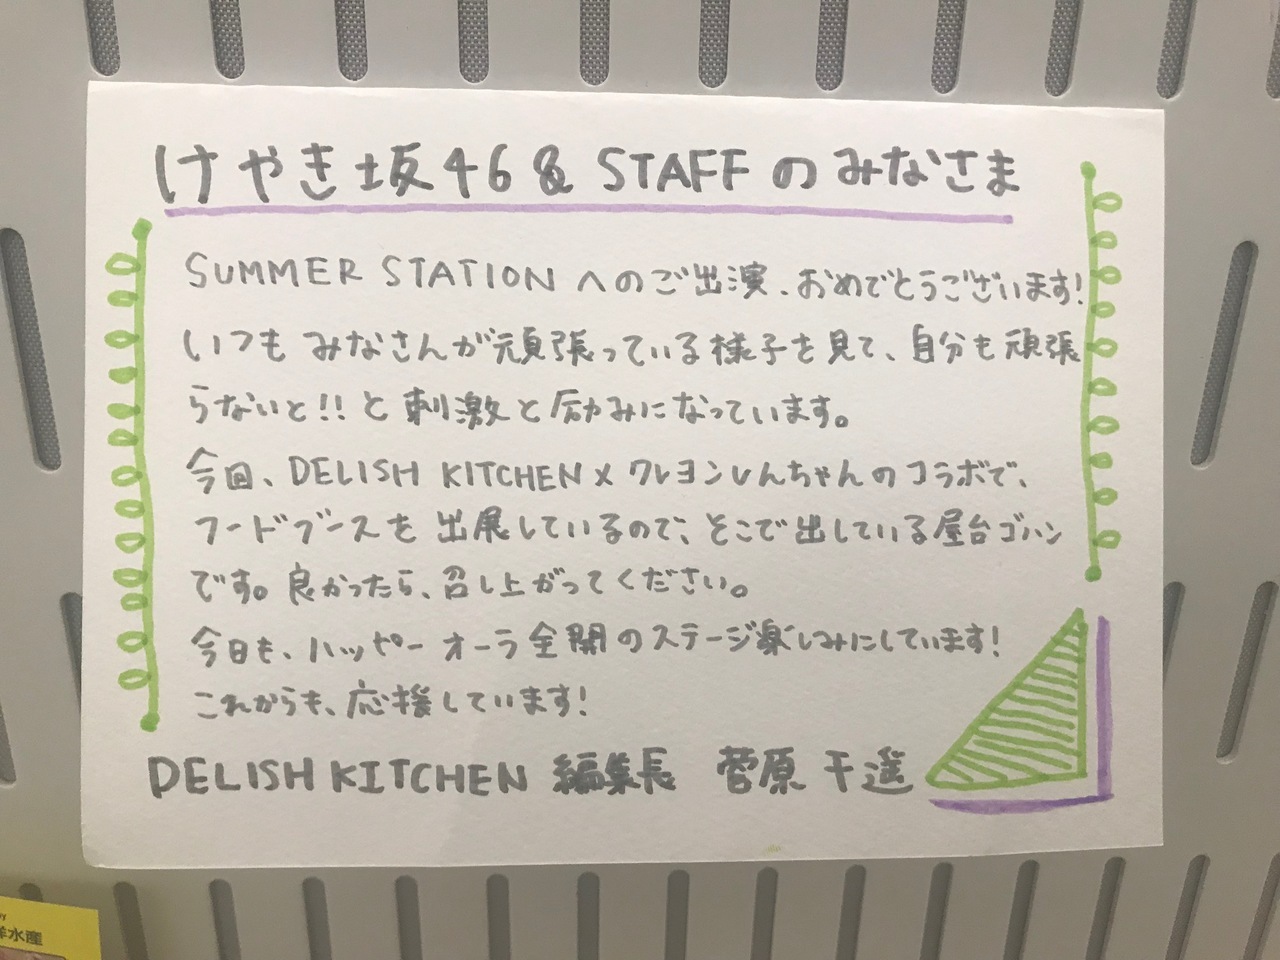 けやき坂46& STAFFのみなさま
SUMMER STATIONへのご出演、おめでとうございます!
いつもみなさんが頑張っている様子を見て、自分も頑張
らないと!!と刺激と励みになっています。
今回、DELISH KITCHEN×クレヨンしんちゃんのコラボで、
フードブースを出展しているので、そこで出している屋台ゴハン
です。良かったら、召し上がってください。
今日も、ハッピーオーラ全開のステージ楽しみにしています!
これからも、応援しています!
DELISH KITCHEN 編集長 菅原 千遥
洋水産